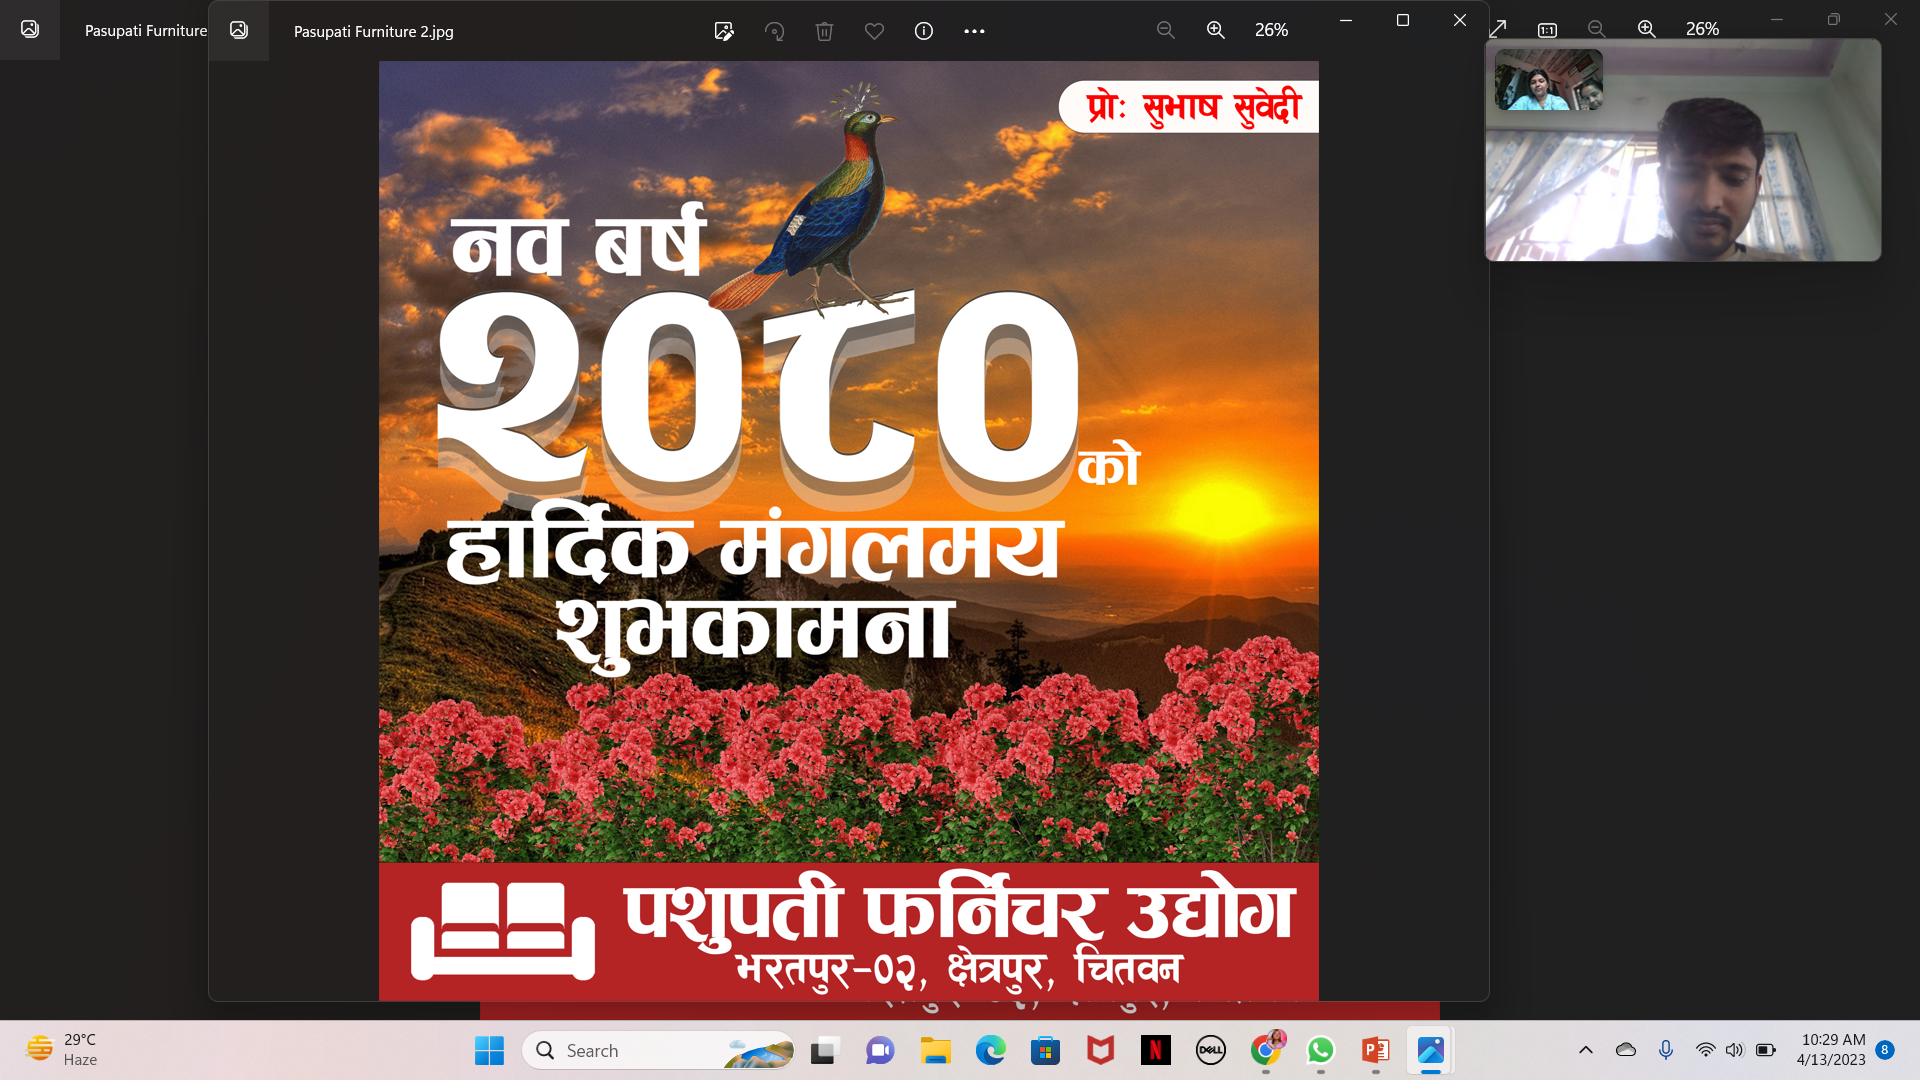 Pasupati Furniture
Pasupati Furniture 2.jpg
26%
26%
प्रोः सुभाष सुवेदी
नव बर्ष
२०८० को
हार्दिक मंगलमय
शुभकामना
पशुपती फर्निचर उद्योग
भरतपुर-०२, क्षेत्रपुर, चितवन
29°C
Haze
Search
DELL
10:29 AM
4/13/2023
8